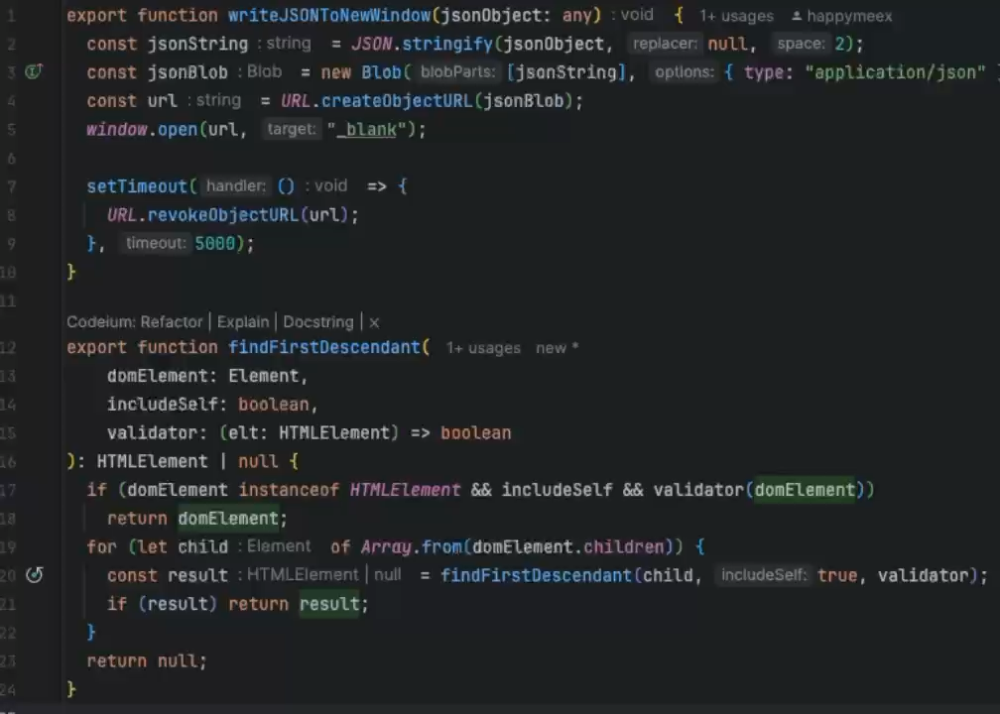 1 export function writeJSONToNewWindow(jsonObject: any) : void { 1+ usages happymeex
2 const jsonString : string = JSON.stringify(jsonObject, replacer: null, space: 2);
3 const jsonBlob : Blob = new Blob( blobParts: [jsonString], options: { type: "application/json"
4 const url : string = URL.createObjectURL(jsonBlob);
5 window.open(url, target: "_blank");
6
7 setTimeout( handler: () : void => {
8 URL.revokeObjectURL(url);
9 }, timeout: 5000);
10 }
11
Codeium: Refactor | Explain | Docstring | ×
12 export function findFirstDescendant( 1+ usages new *
13 domElement: Element,
14 includeSelf: boolean,
15 validator: (elt: HTMLElement) => boolean
16 ): HTMLElement | null {
17 if (domElement instanceof HTMLElement && includeSelf && validator(domElement))
18 return domElement;
19 for (let child : Element of Array.from(domElement.children)) {
20 const result : HTMLElement | null = findFirstDescendant(child, includeSelf: true, validator);
21 if (result) return result;
22 }
23 return null;
24 }